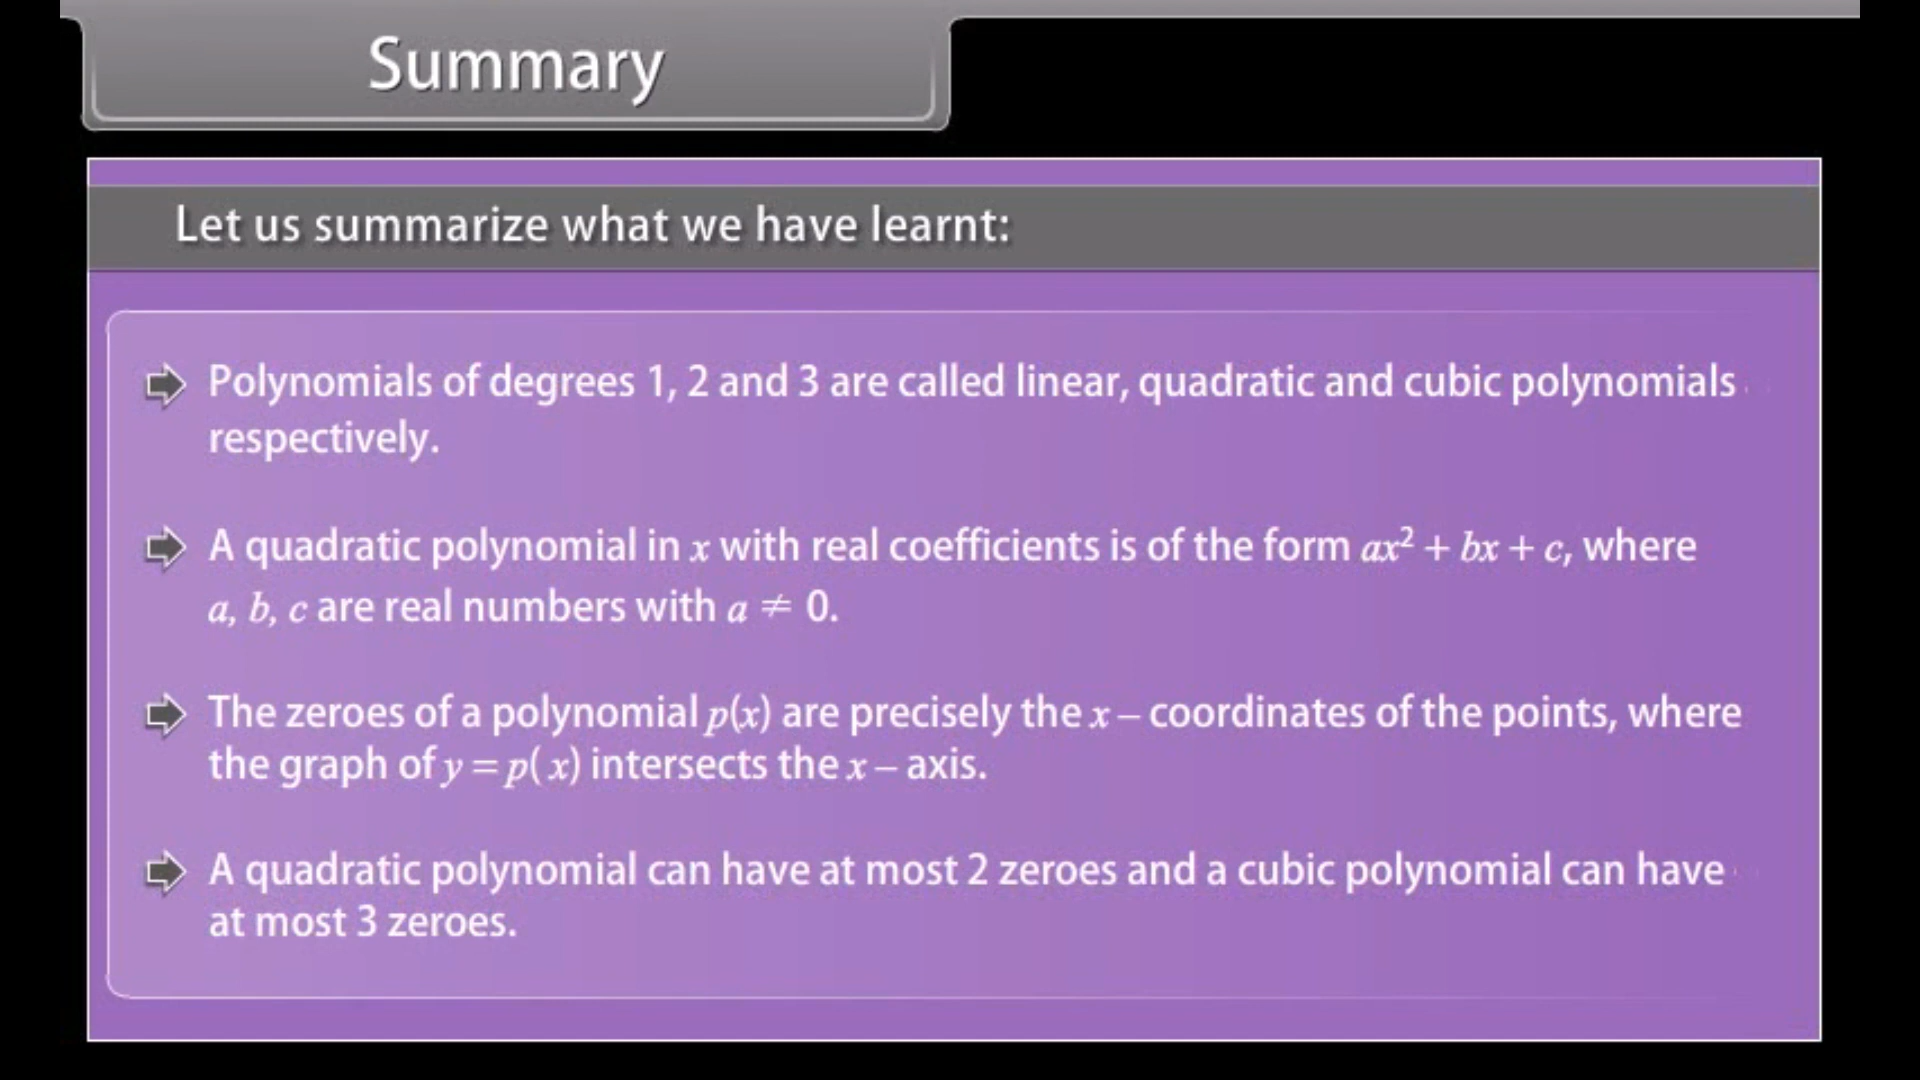 Summary
Let us summarize what we have learnt:
Polynomials of degrees 1, 2 and 3 are called linear, quadratic and cubic polynomials
respectively.
A quadratic polynomial in x with real coefficients is of the form ax² + bx + c, where
a, b, c are real numbers with a ≠ 0.
The zeroes of a polynomial p(x) are precisely the x – coordinates of the points, where
the graph of y = p( x) intersects the x – axis.
A quadratic polynomial can have at most 2 zeroes and a cubic polynomial can have
at most 3 zeroes.